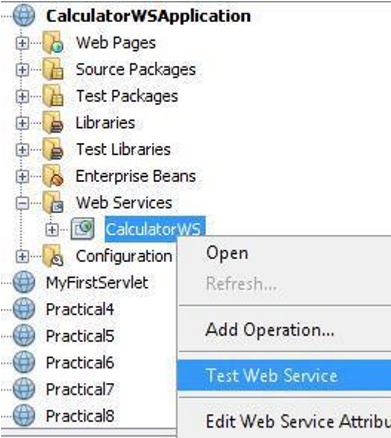 CalculatorWSApplication
Web Pages
Source Packages
Test Packages
Libraries
Test Libraries
Enterprise Beans
Web Services
CalculatorWS
Configuration
MyFirstServlet
Practical4
Practical5
Practical6
Practical7
Practical8
Open
Refresh...
Add Operation...
Test Web Service
Edit Web Service Attribu